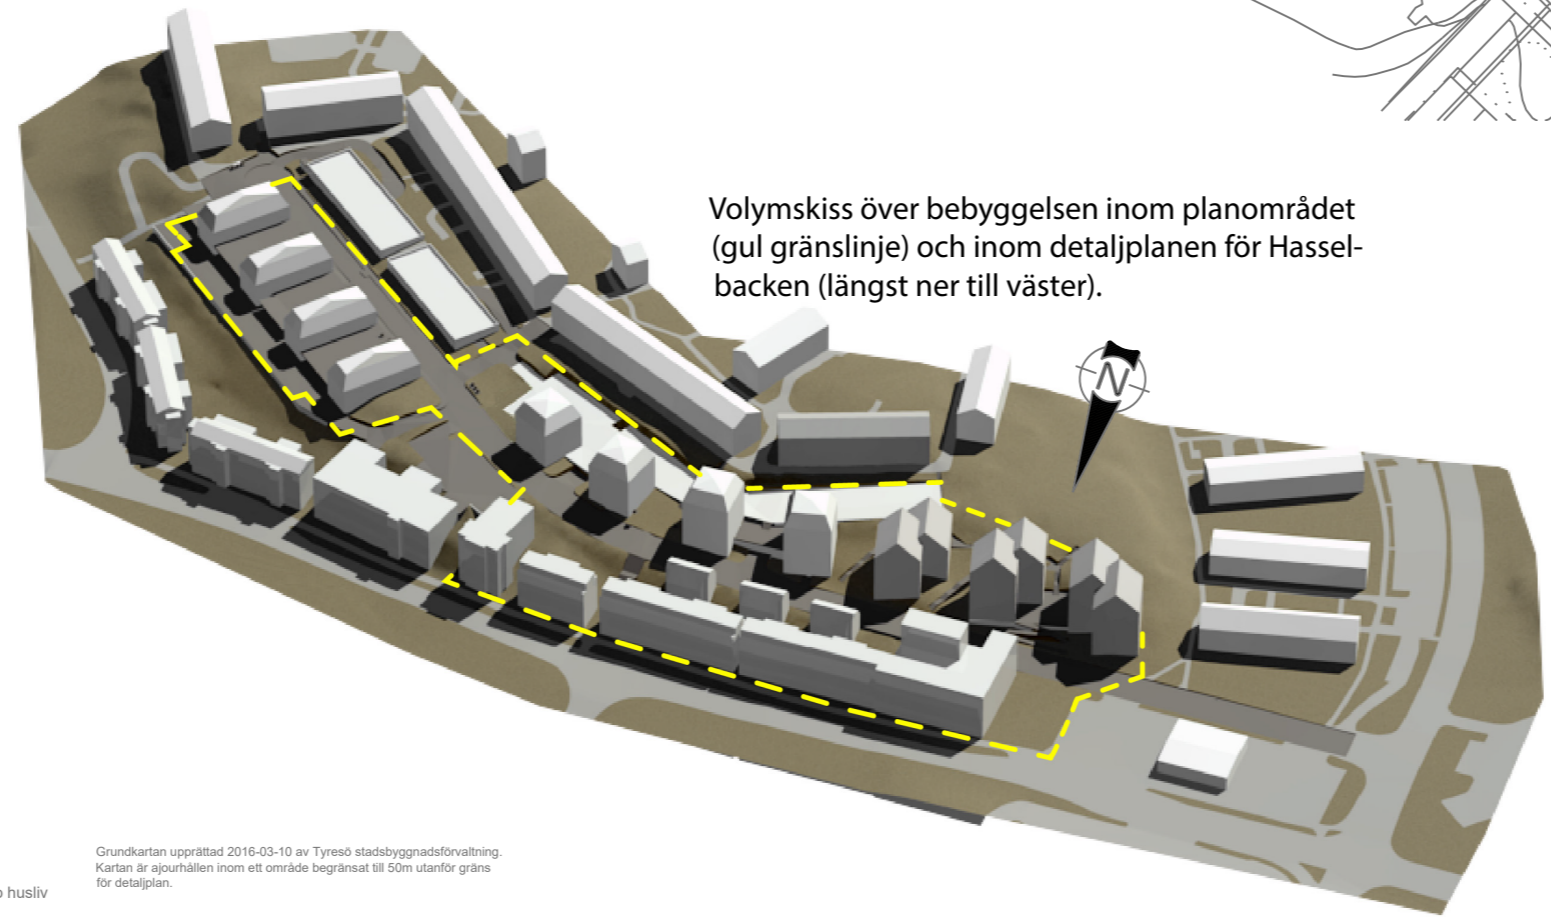 Volymskiss över bebyggelsen inom planområdet
(gul gränslinje) och inom detaljplanen för Hassel-
backen (längst ner till väster).
N
Grundkartan upprättad 2016-03-10 av Tyresö stadsbyggnadsförvaltning.
Kartan är ajourhållen inom ett område begränsat till 50m utanför gräns
för detaljplan.
husliv